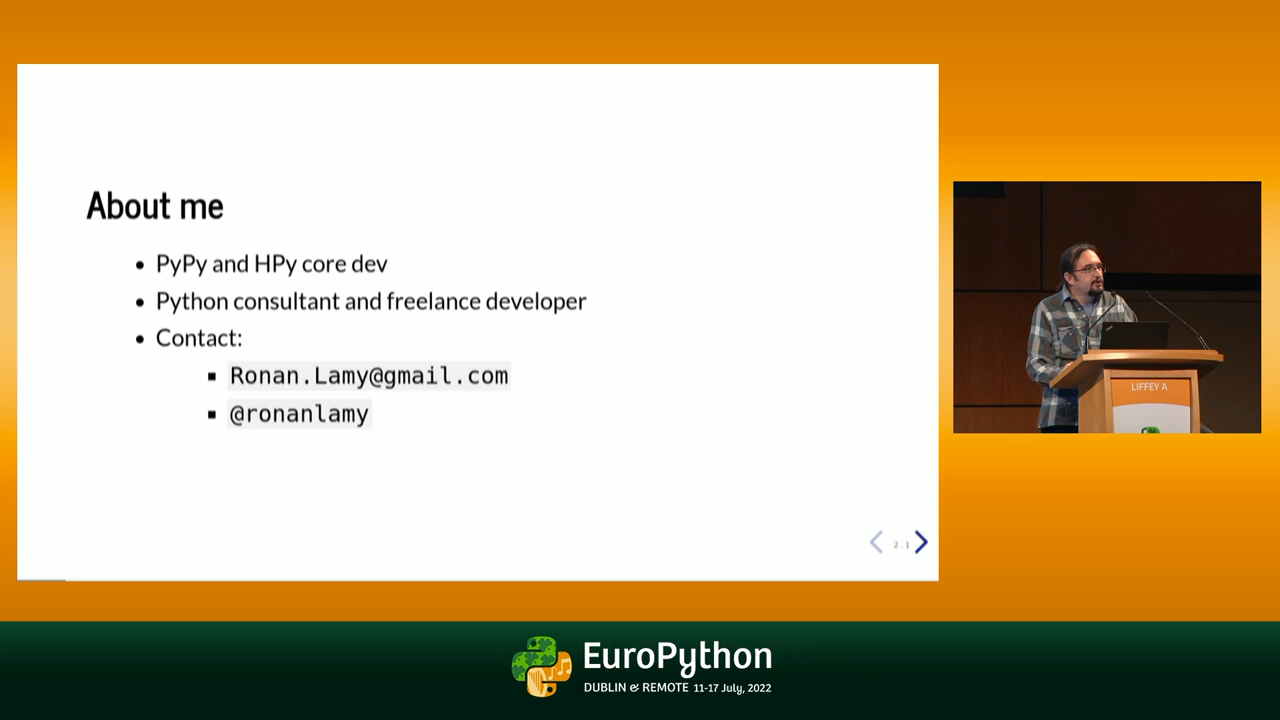 About me
PyPy and HPy core dev
Python consultant and freelance developer
Contact:
Ronan.Lamy@gmail.com
@ronanlamy
2.1
LIFFEY A
EuroPython
DUBLIN & REMOTE 11-17 July, 2022